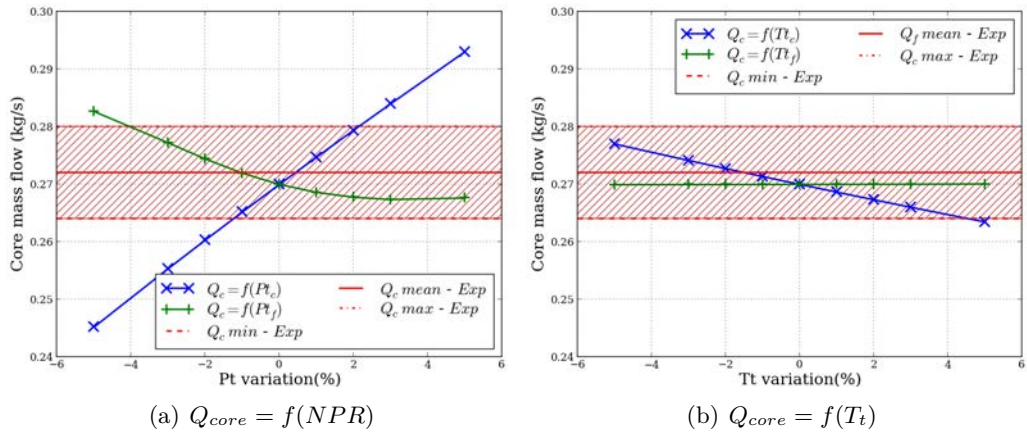 0.30
0.29
0.28
0.27
0.26
0.25
0.24
Core mass flow (kg/s)
−6 −4 −2 0 2 4 6
Pt variation(%)
Q_c = f(Pt_c)
Q_c = f(Pt_f)
Q_c min - Exp
Q_c mean - Exp
Q_c max - Exp
(a) Q_core = f(NPR)
0.30
0.29
0.28
0.27
0.26
0.25
0.24
Core mass flow (kg/s)
−6 −4 −2 0 2 4 6
Tt variation(%)
Q_c = f(Tt_c)
Q_c = f(Tt_f)
Q_c min - Exp
Q_f mean - Exp
Q_c max - Exp
(b) Q_core = f(T_t)